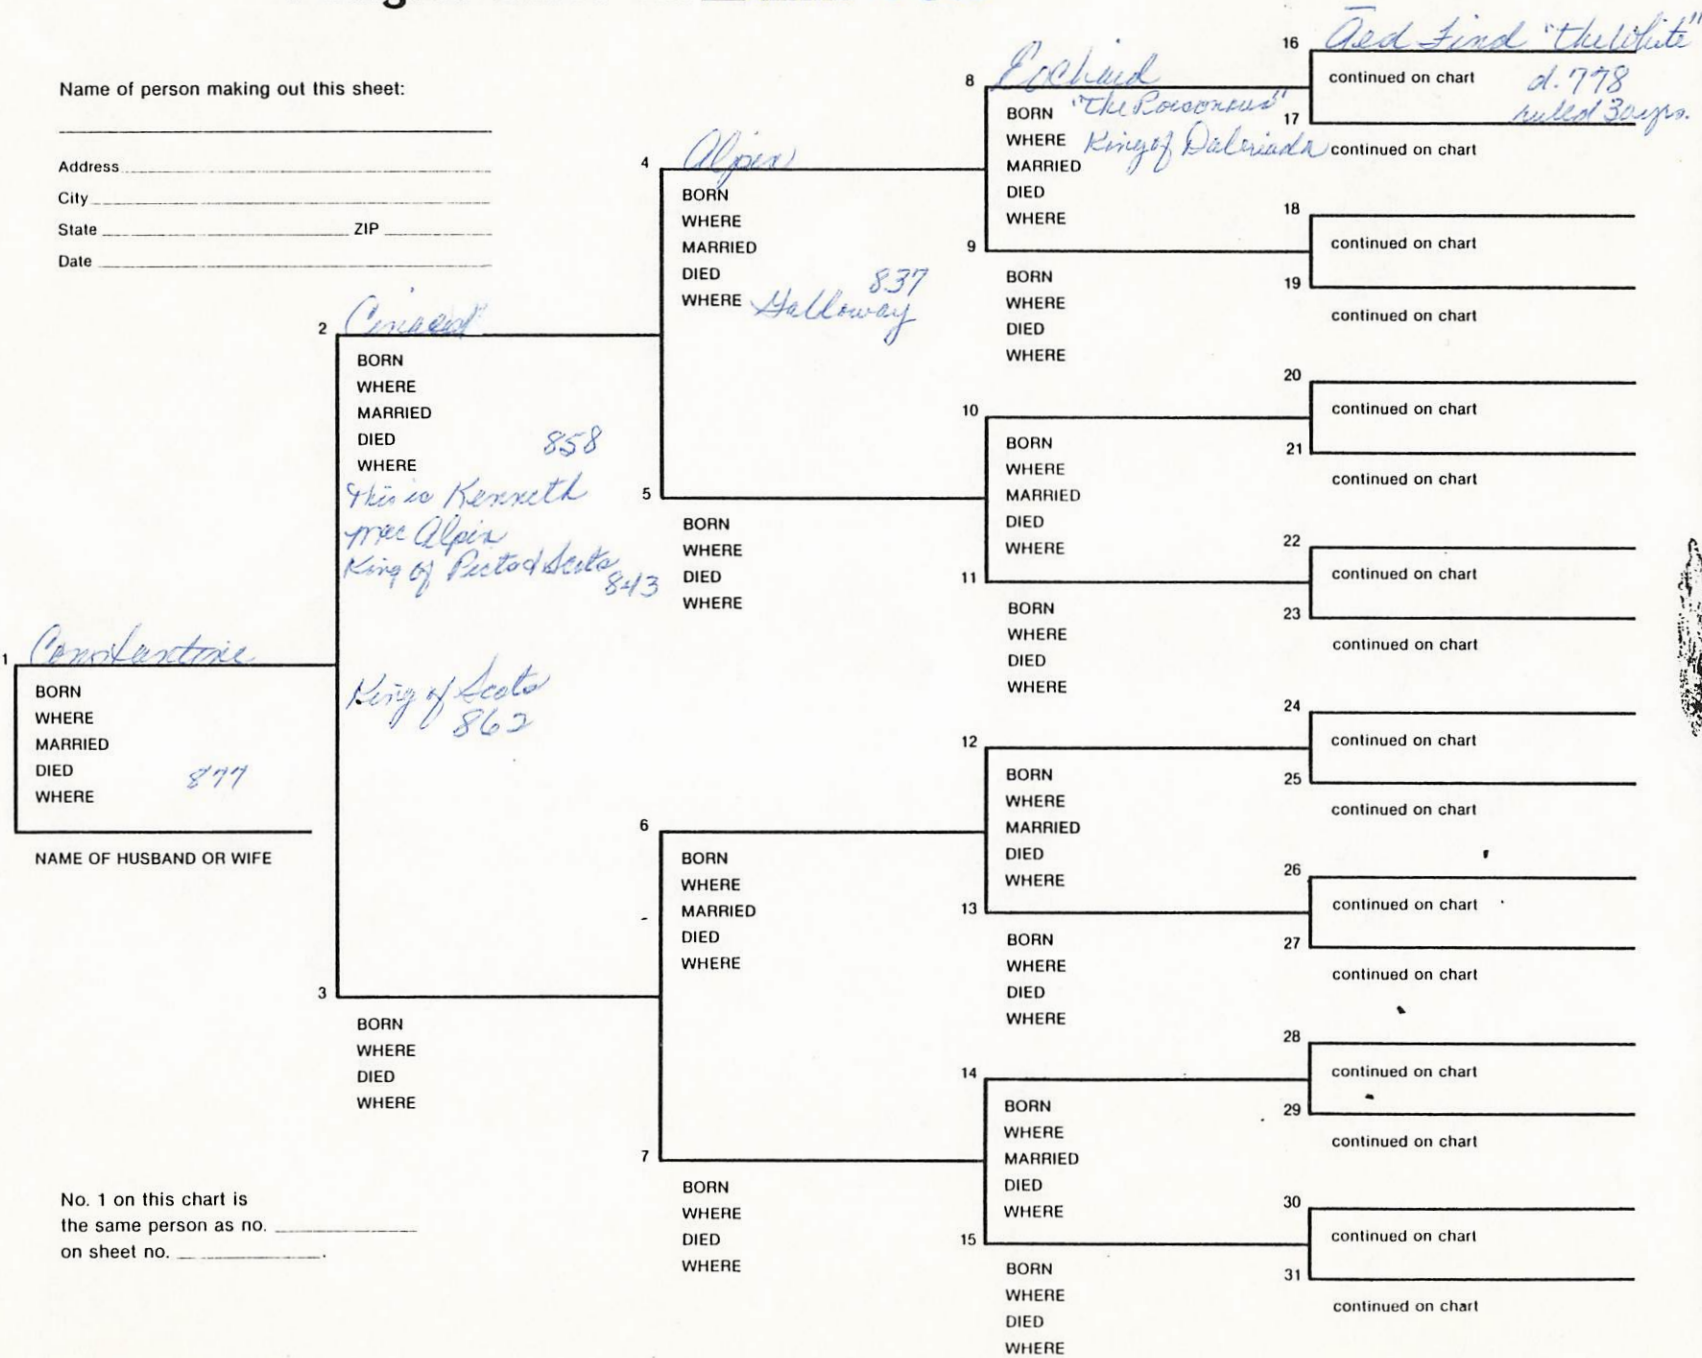 Name of person making out this sheet:
Address
City
State ZIP
Date
1 Constantine
BORN
WHERE
MARRIED
DIED 877
WHERE
NAME OF HUSBAND OR WIFE
No. 1 on this chart is
the same person as no.
on sheet no.
2 Cinaed
BORN
WHERE
MARRIED
DIED 858
WHERE
This is Kenneth
mac Alpin
King of Picts & Scots
843
King of Scots
862
3
BORN
WHERE
DIED
WHERE
4 Alpin
BORN
WHERE
MARRIED
DIED 837
WHERE Galloway
5
BORN
WHERE
DIED
WHERE
6
BORN
WHERE
MARRIED
DIED
WHERE
7
BORN
WHERE
DIED
WHERE
8 Eochaid
BORN "The Poisonous"
WHERE King of Dalriada
MARRIED
DIED
WHERE
9
BORN
WHERE
DIED
WHERE
10
BORN
WHERE
MARRIED
DIED
WHERE
11
BORN
WHERE
DIED
WHERE
12
BORN
WHERE
MARRIED
DIED
WHERE
13
BORN
WHERE
DIED
WHERE
14
BORN
WHERE
MARRIED
DIED
WHERE
15
BORN
WHERE
DIED
WHERE
16 Aed Find "the White"
continued on chart d. 778
ruled 30 yrs.
17
continued on chart
18
continued on chart
19
continued on chart
20
continued on chart
21
continued on chart
22
continued on chart
23
continued on chart
24
continued on chart
25
continued on chart
26
continued on chart
27
continued on chart
28
continued on chart
29
continued on chart
30
continued on chart
31
continued on chart